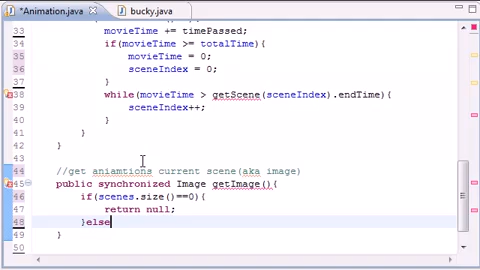 *Animation.java bucky.java
33 movieTime += timePassed;
34 if(movieTime >= totalTime){
35 movieTime = 0;
36 sceneIndex = 0;
37 }
38 while(movieTime > getScene(sceneIndex).endTime){
39 sceneIndex++;
40 }
41 }
42 }
43
44 //get aniamtions current scene(aka image)
45 public synchronized Image getImage(){
46 if(scenes.size()==0){
47 return null;
48 }else
49 }
50